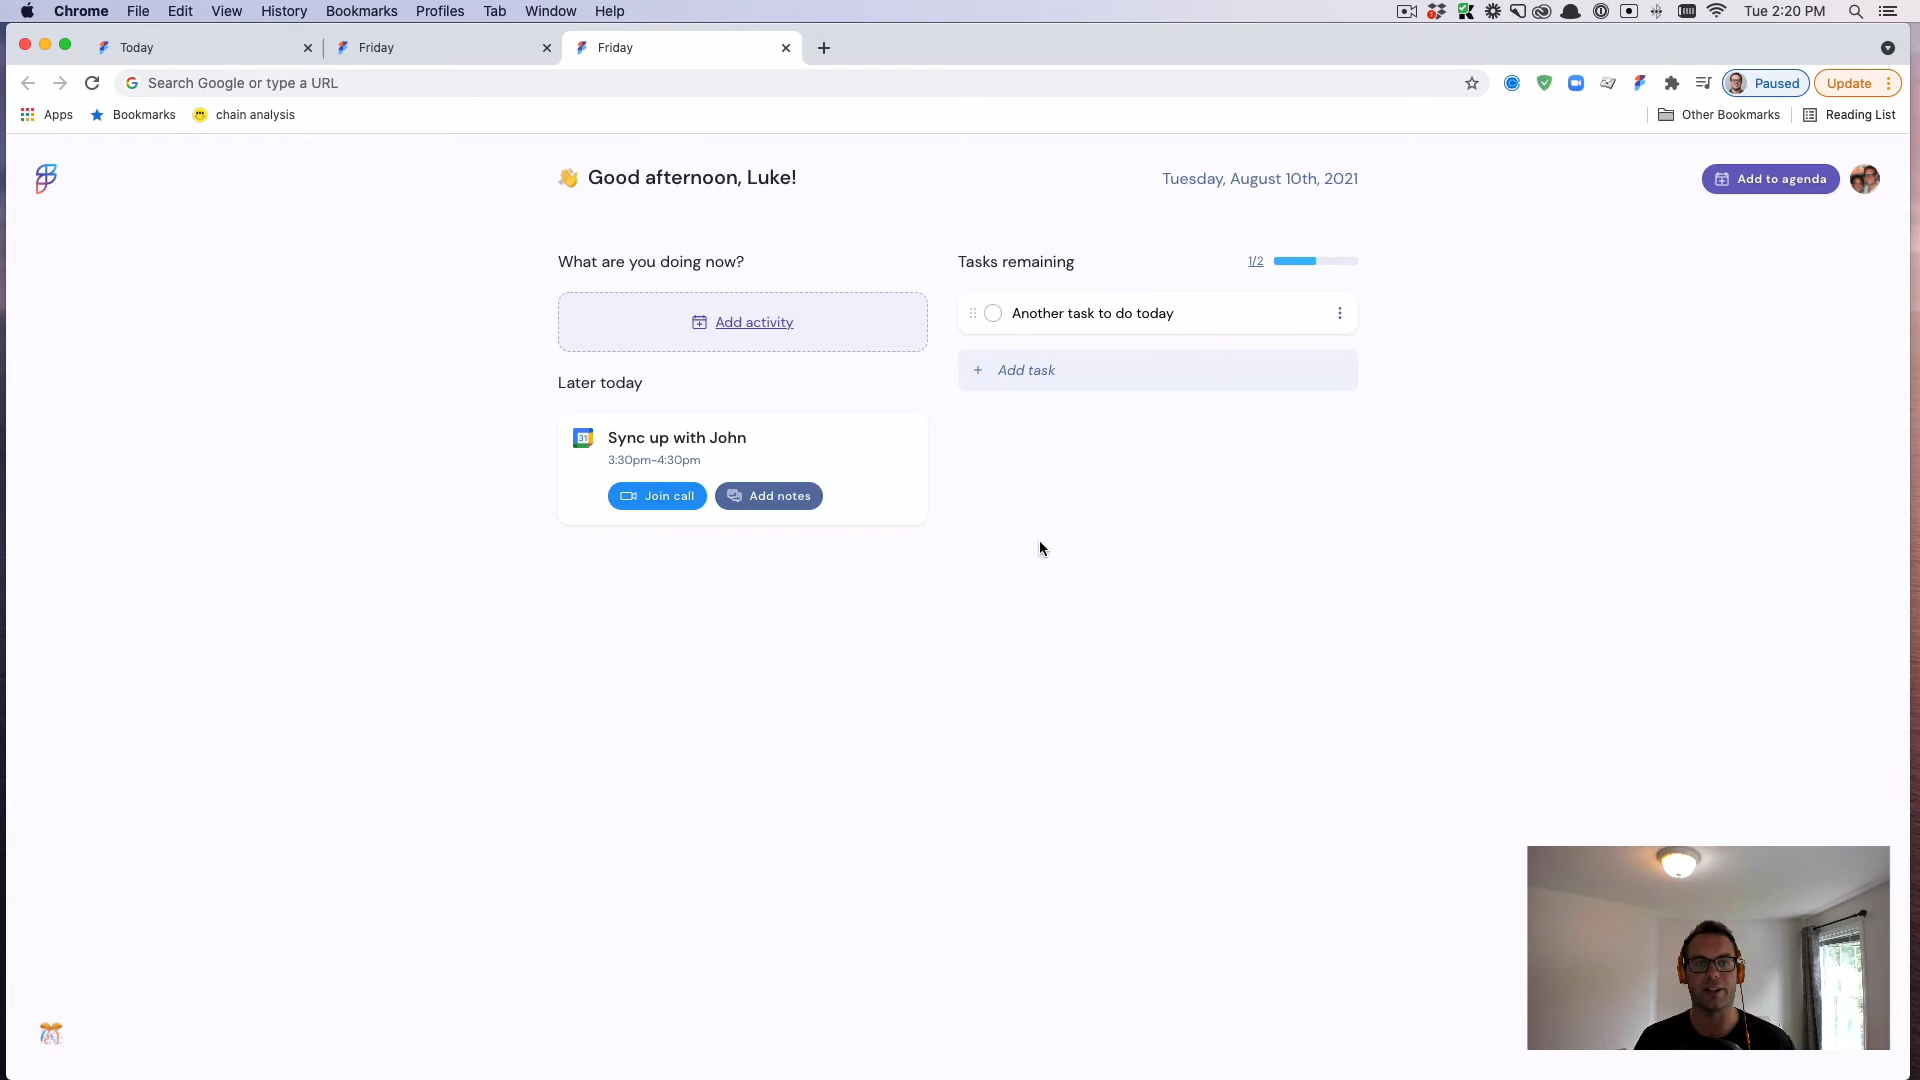 Chrome File Edit View History Bookmarks Profiles Tab Window Help Tue 2:20 PM
Today Friday Friday
Search Google or type a URL Paused Update
Apps Bookmarks chain analysis Other Bookmarks Reading List
Good afternoon, Luke! Tuesday, August 10th, 2021 Add to agenda
What are you doing now? Tasks remaining 1/2
Another task to do today
Add activity
Add task
Later today
31 Sync up with John
3:30pm-4:30pm
Join call Add notes